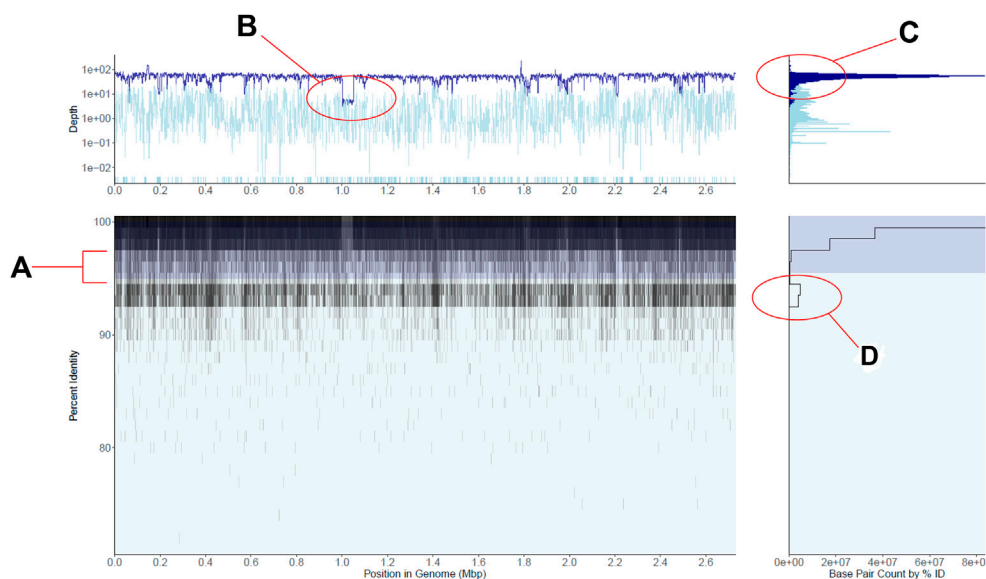 B
C
1e+02
1e+01
1e+00
1e−01
1e−02
Depth
0.0 0.2 0.4 0.6 0.8 1.0 1.2 1.4 1.6 1.8 2.0 2.2 2.4 2.6
A
100
90
80
Percent Identity
D
0.0 0.2 0.4 0.6 0.8 1.0 1.2 1.4 1.6 1.8 2.0 2.2 2.4 2.6
Position in Genome (Mbp)
0e+00 2e+07 4e+07 6e+07 8e+0
Base Pair Count by % ID